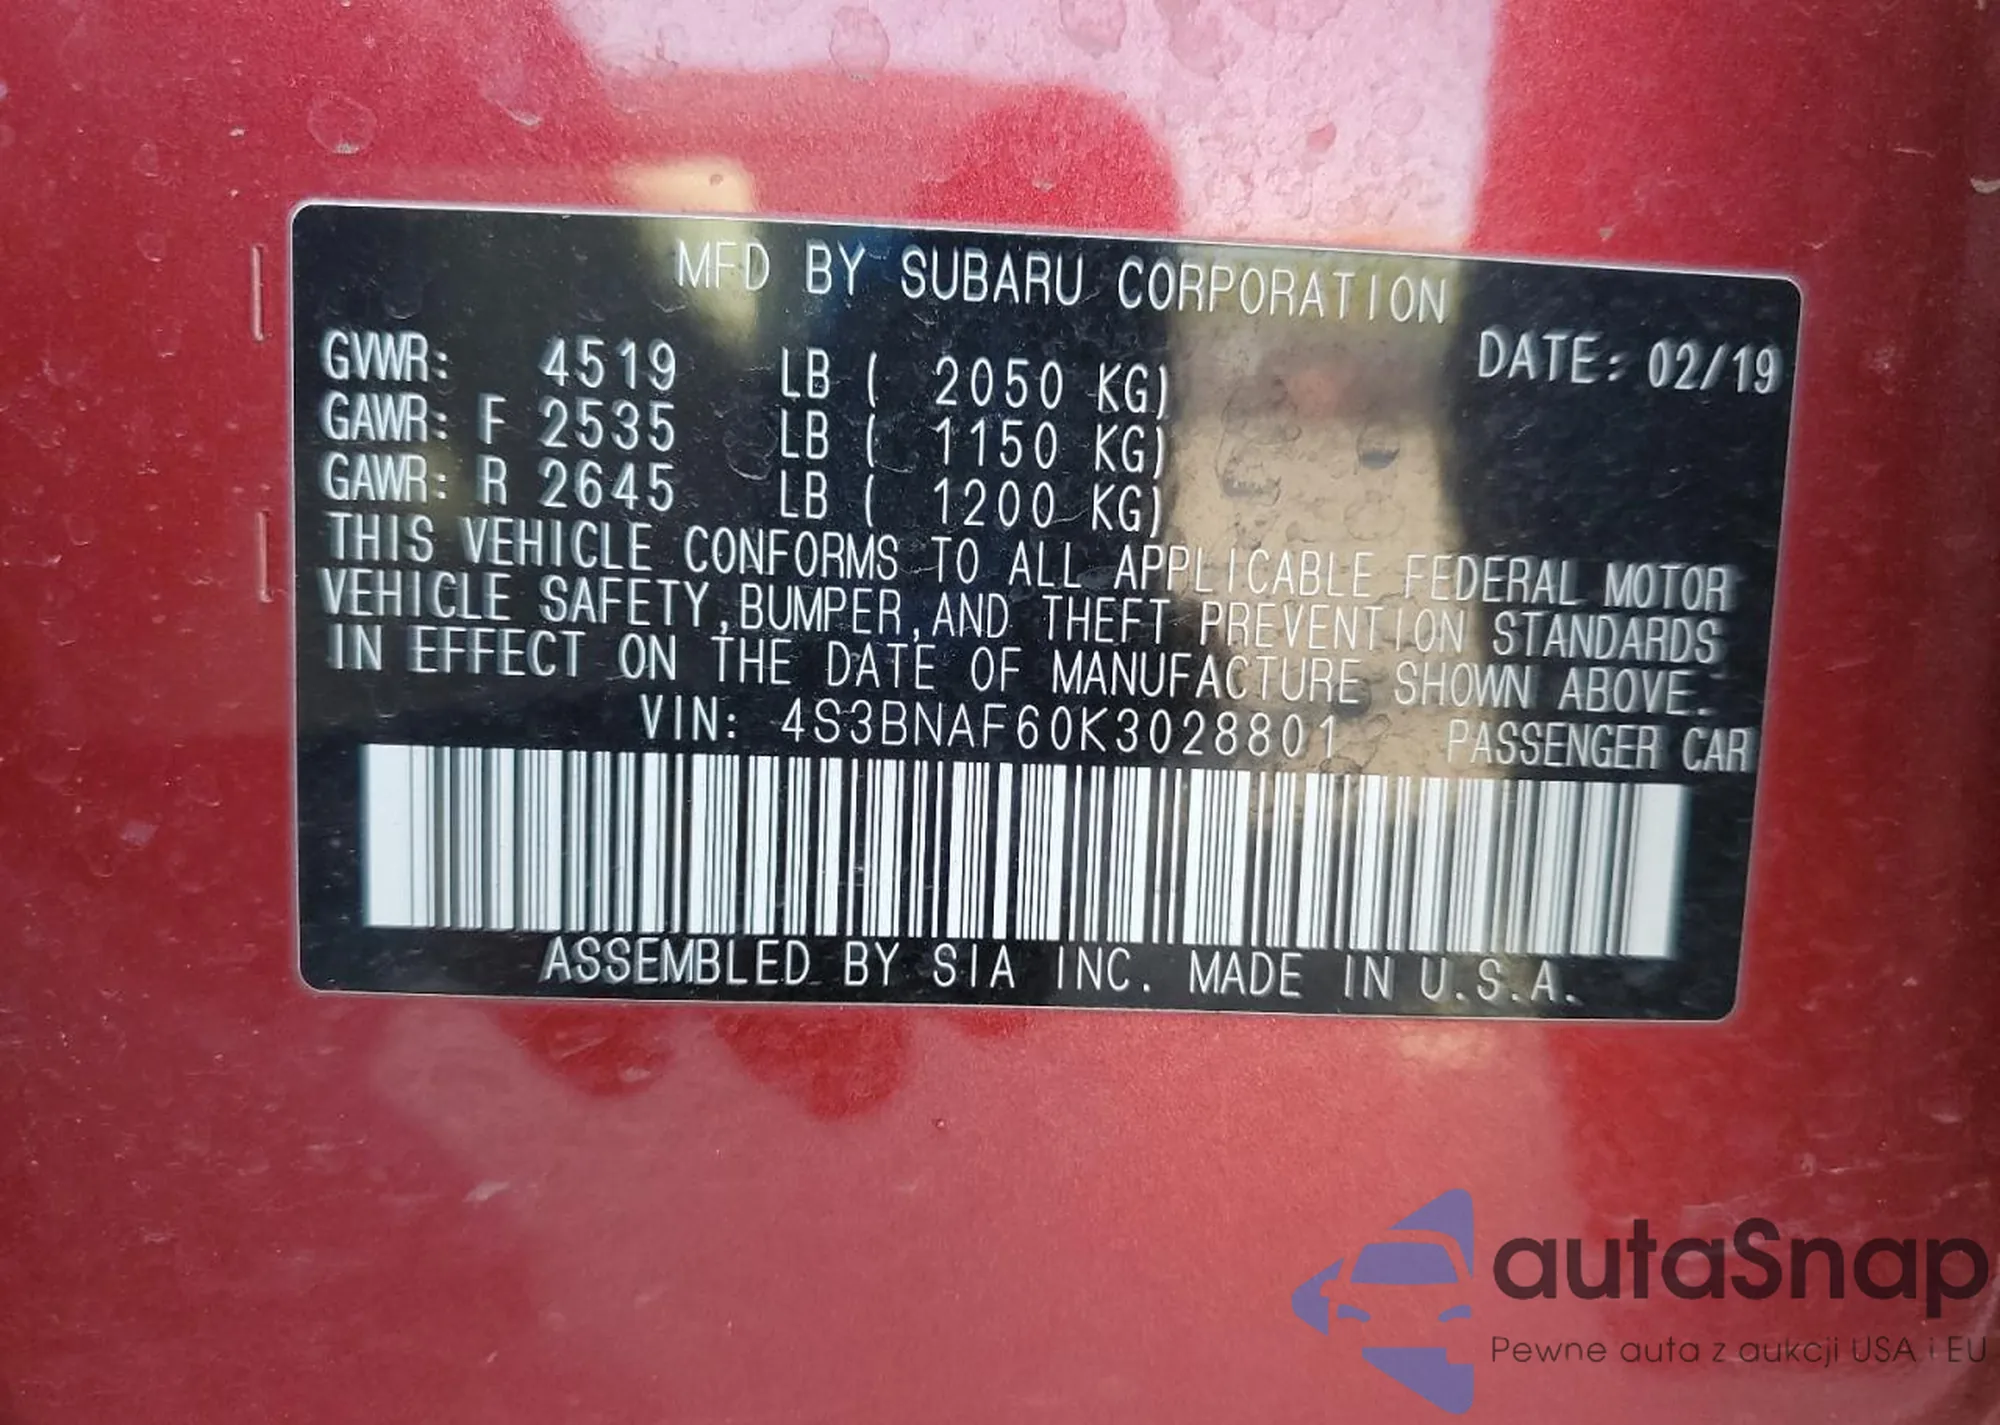 MFD BY SUBARU CORPORATION
DATE: 02/19
GVWR: 4519 LB ( 2050 KG)
GAWR: F 2535 LB ( 1150 KG)
GAWR: R 2645 LB ( 1200 KG)
THIS VEHICLE CONFORMS TO ALL APPLICABLE FEDERAL MOTOR
VEHICLE SAFETY,BUMPER,AND THEFT PREVENTION STANDARDS
IN EFFECT ON THE DATE OF MANUFACTURE SHOWN ABOVE.
VIN: 4S3BNAF60K3028801 PASSENGER CAR
ASSEMBLED BY SIA INC. MADE IN U.S.A.
autaSnap
Pewne auta z aukcji USA i EU